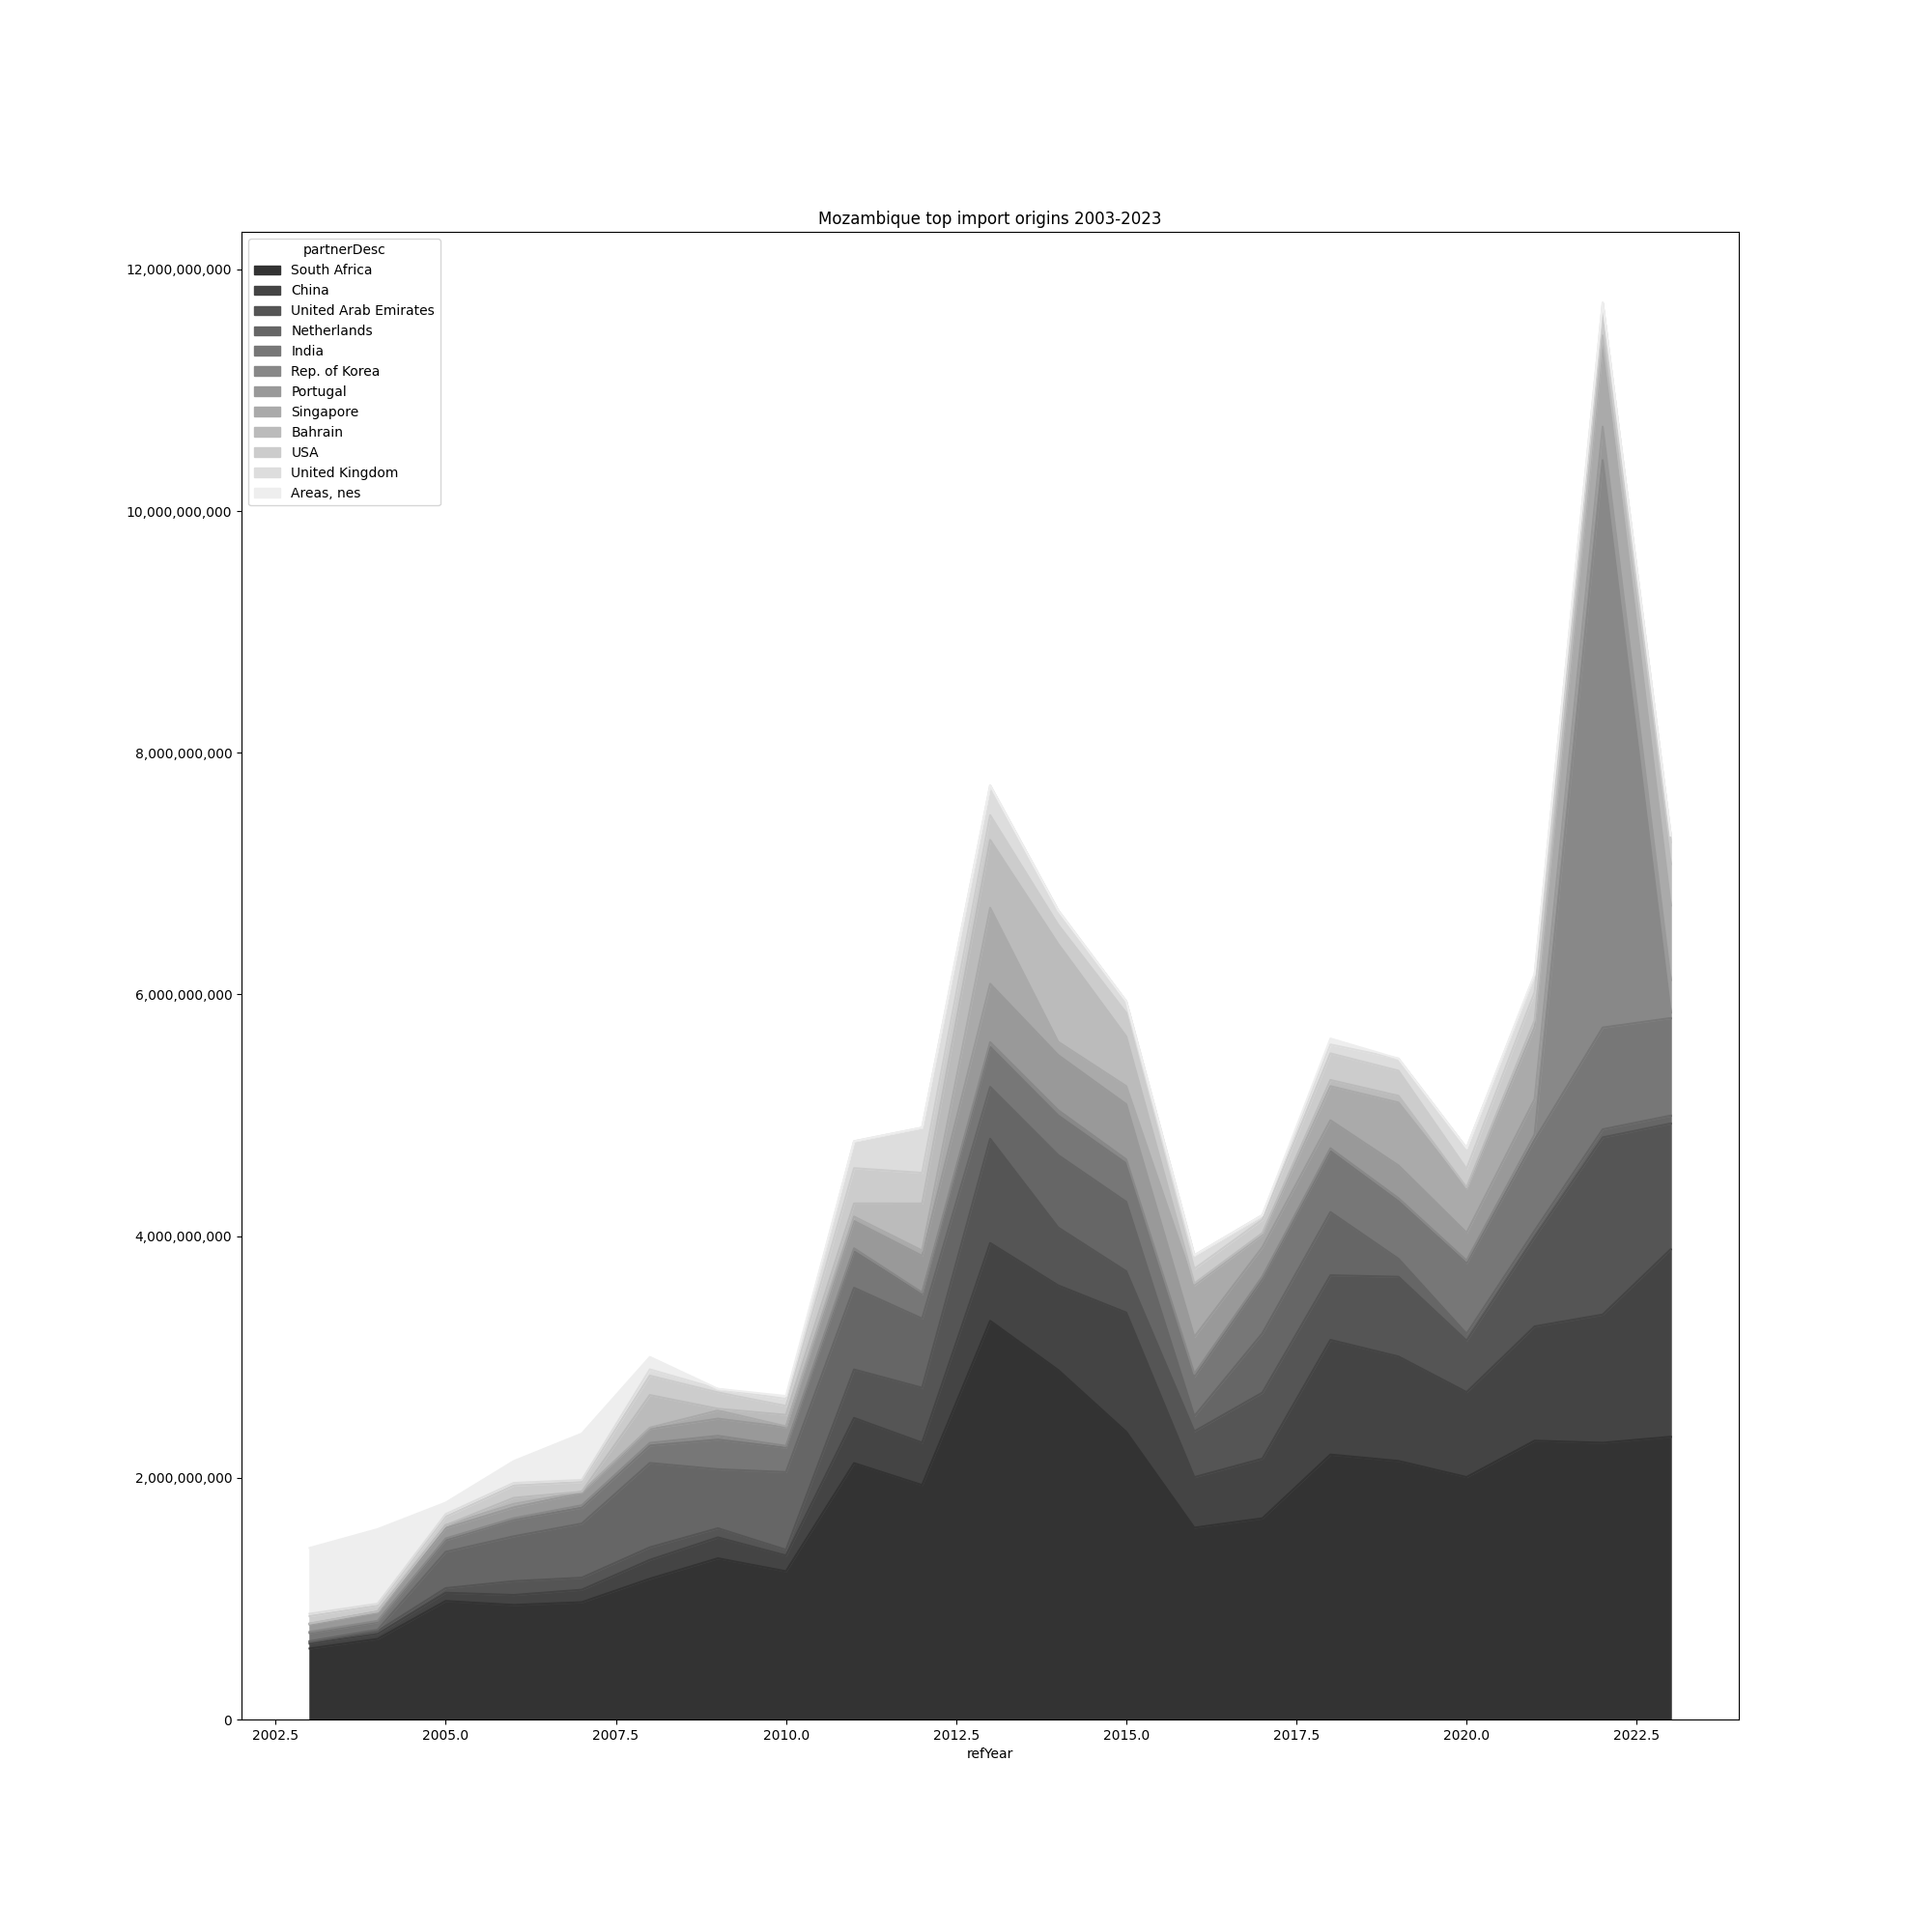 Mozambique top import origins 2003-2023
partnerDesc
South Africa
China
United Arab Emirates
Netherlands
India
Rep. of Korea
Portugal
Singapore
Bahrain
USA
United Kingdom
Areas, nes
12,000,000,000
10,000,000,000
8,000,000,000
6,000,000,000
4,000,000,000
2,000,000,000
0
2002.5 2005.0 2007.5 2010.0 2012.5 2015.0 2017.5 2020.0 2022.5
refYear